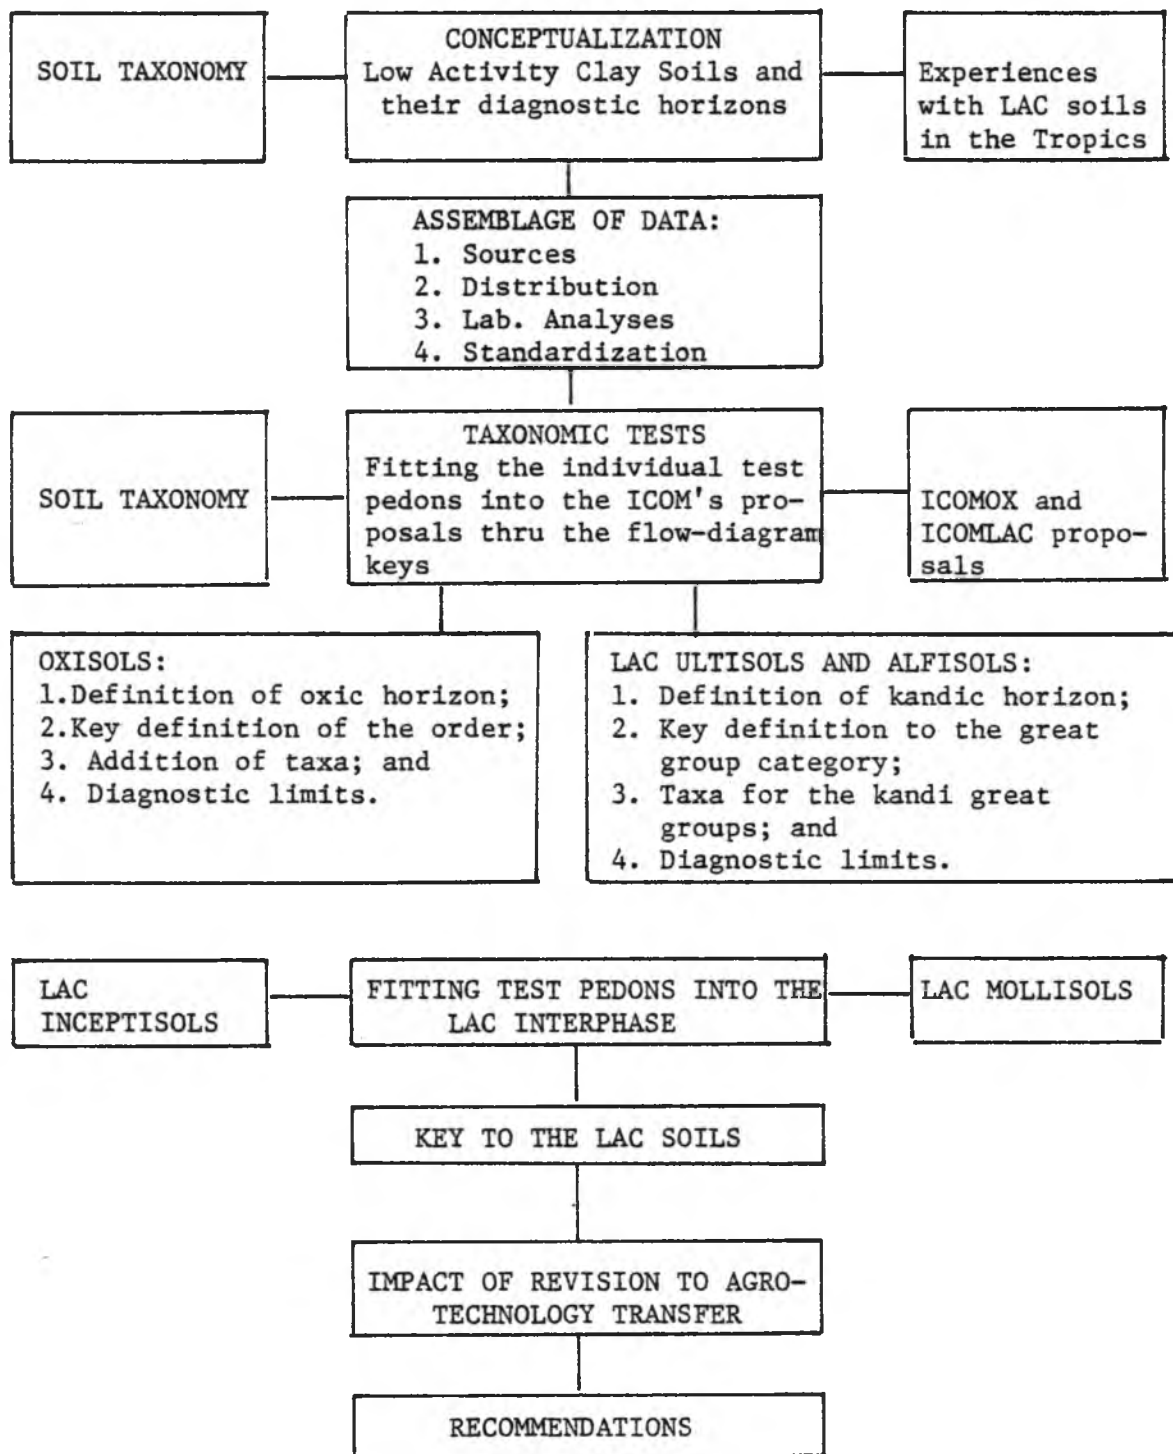 SOIL TAXONOMY
CONCEPTUALIZATION
Low Activity Clay Soils and
their diagnostic horizons
Experiences
with LAC soils
in the Tropics
ASSEMBLAGE OF DATA:
1. Sources
2. Distribution
3. Lab. Analyses
4. Standardization
SOIL TAXONOMY
TAXONOMIC TESTS
Fitting the individual test
pedons into the ICOM's pro-
posals thru the flow-diagram
keys
ICOMOX and
ICOMLAC propo-
sals
OXISOLS:
1.Definition of oxic horizon;
2.Key definition of the order;
3. Addition of taxa; and
4. Diagnostic limits.
LAC ULTISOLS AND ALFISOLS:
1. Definition of kandic horizon;
2. Key definition to the great
group category;
3. Taxa for the kandi great
groups; and
4. Diagnostic limits.
LAC
INCEPTISOLS
FITTING TEST PEDONS INTO THE
LAC INTERPHASE
LAC MOLLISOLS
KEY TO THE LAC SOILS
IMPACT OF REVISION TO AGRO-
TECHNOLOGY TRANSFER
RECOMMENDATIONS